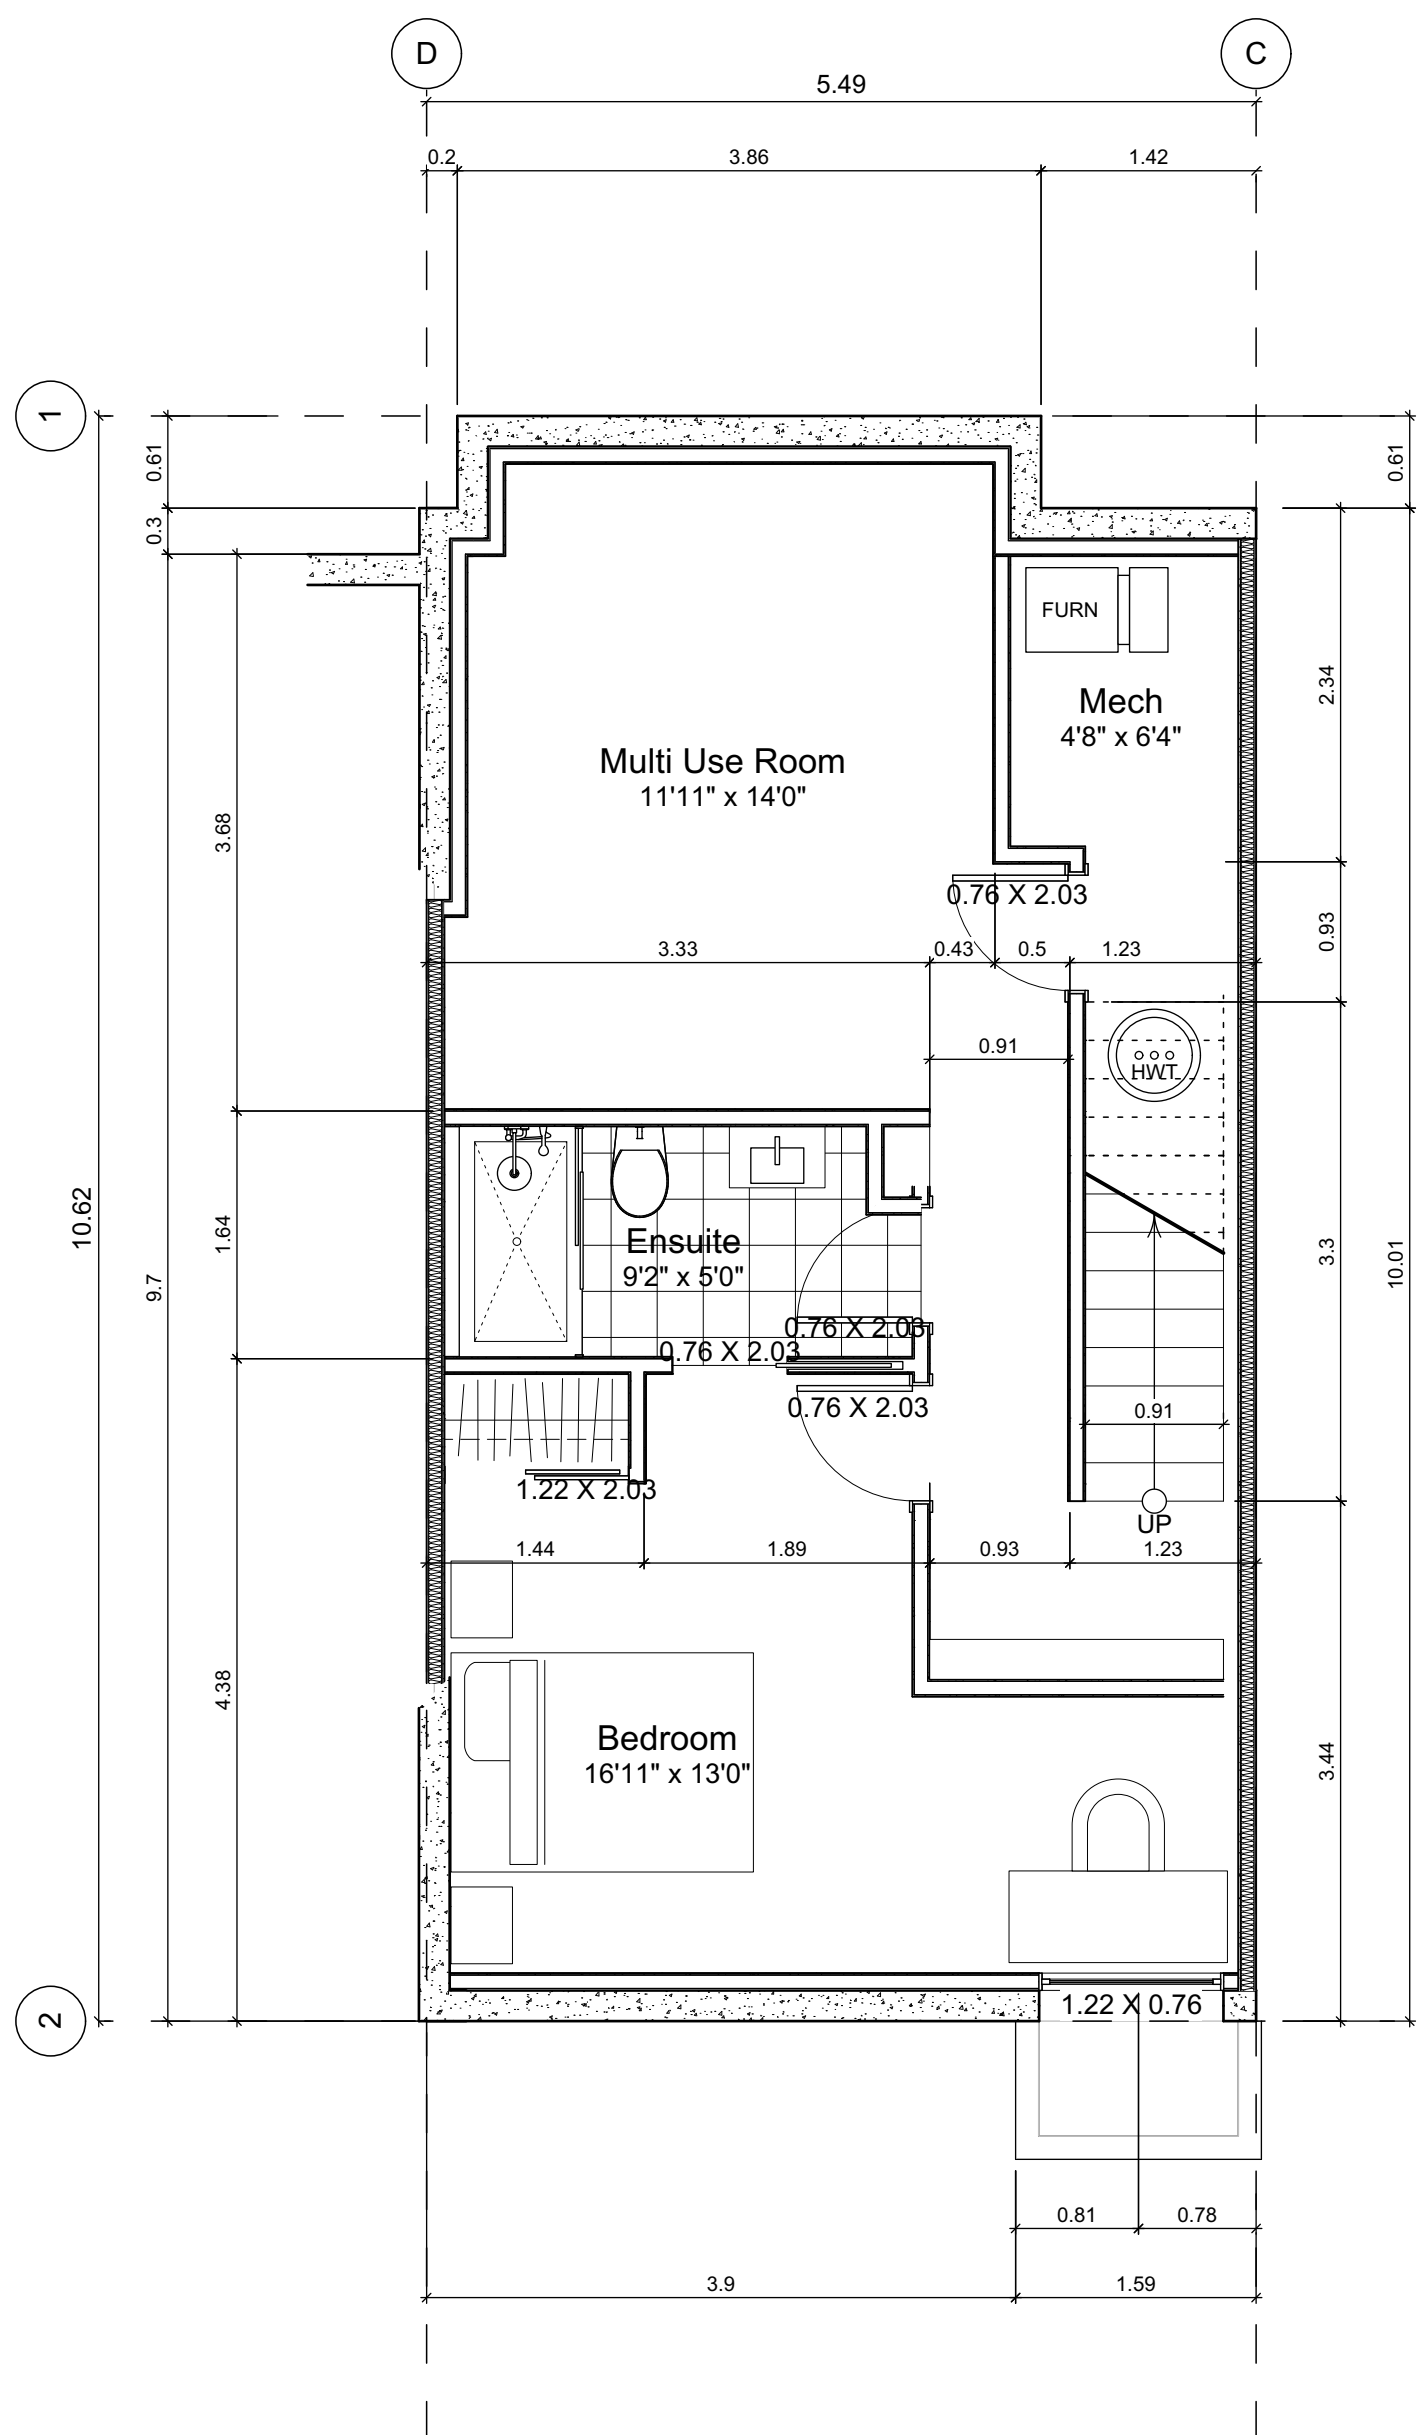 D
C
5.49
0.2
3.86
1.42
1
0.61
0.61
0.3
FURN
2.34
Mech
4'8" x 6'4"
Multi Use Room
11'11" x 14'0"
3.68
0.76 X 2.03
0.93
3.33
0.43
0.5
1.23
0.91
HWT
10.62
1.64
Ensuite
9'2" x 5'0"
3.3
10.01
9.7
0.76 X 2.03
0.76 X 2.03
0.76 X 2.03
0.91
1.22 X 2.03
UP
1.44
1.89
0.93
1.23
4.38
Bedroom
16'11" x 13'0"
3.44
1.22 X 0.76
2
0.81
0.78
3.9
1.59